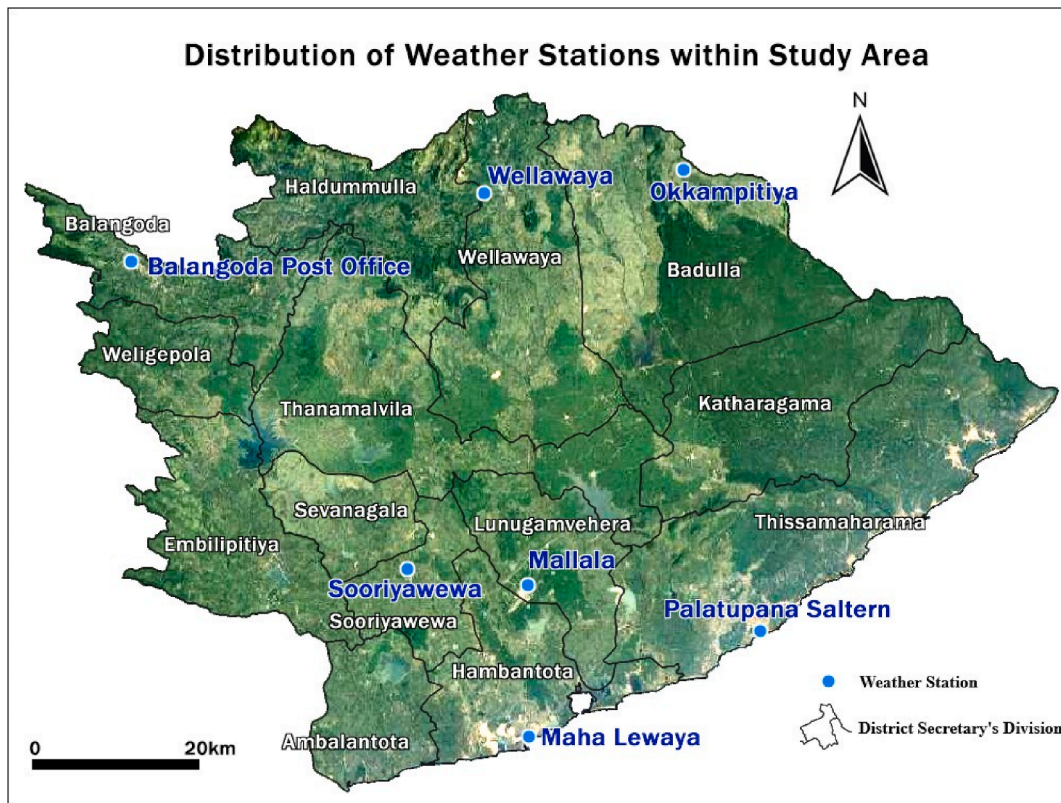 Distribution of Weather Stations within Study Area
N
Wellawaya
Okkampitiya
Haldummulla
Balangoda
Wellawaya
Balangoda Post Office
Badulla
Weligepola
Katharagama
Thanamalvila
Sevanagala
Lunugamvehera
Thissamaharama
Embilipitiya
Mallala
Sooriyawewa
Palatupana Saltern
Sooriyawewa
Hambantota
Weather Station
District Secretary's Division
Ambalantota
Maha Lewaya
0 20km